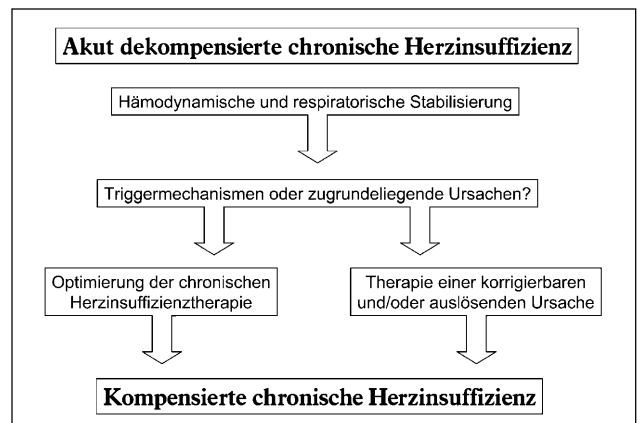 Akut dekompensierte chronische Herzinsuffizienz
Hämodynamische und respiratorische Stabilisierung
Triggermechanismen oder zugrundeliegende Ursachen?
Optimierung der chronischen
Herzinsuffizienztherapie
Therapie einer korrigierbaren
und/oder auslösenden Ursache
Kompensierte chronische Herzinsuffizienz